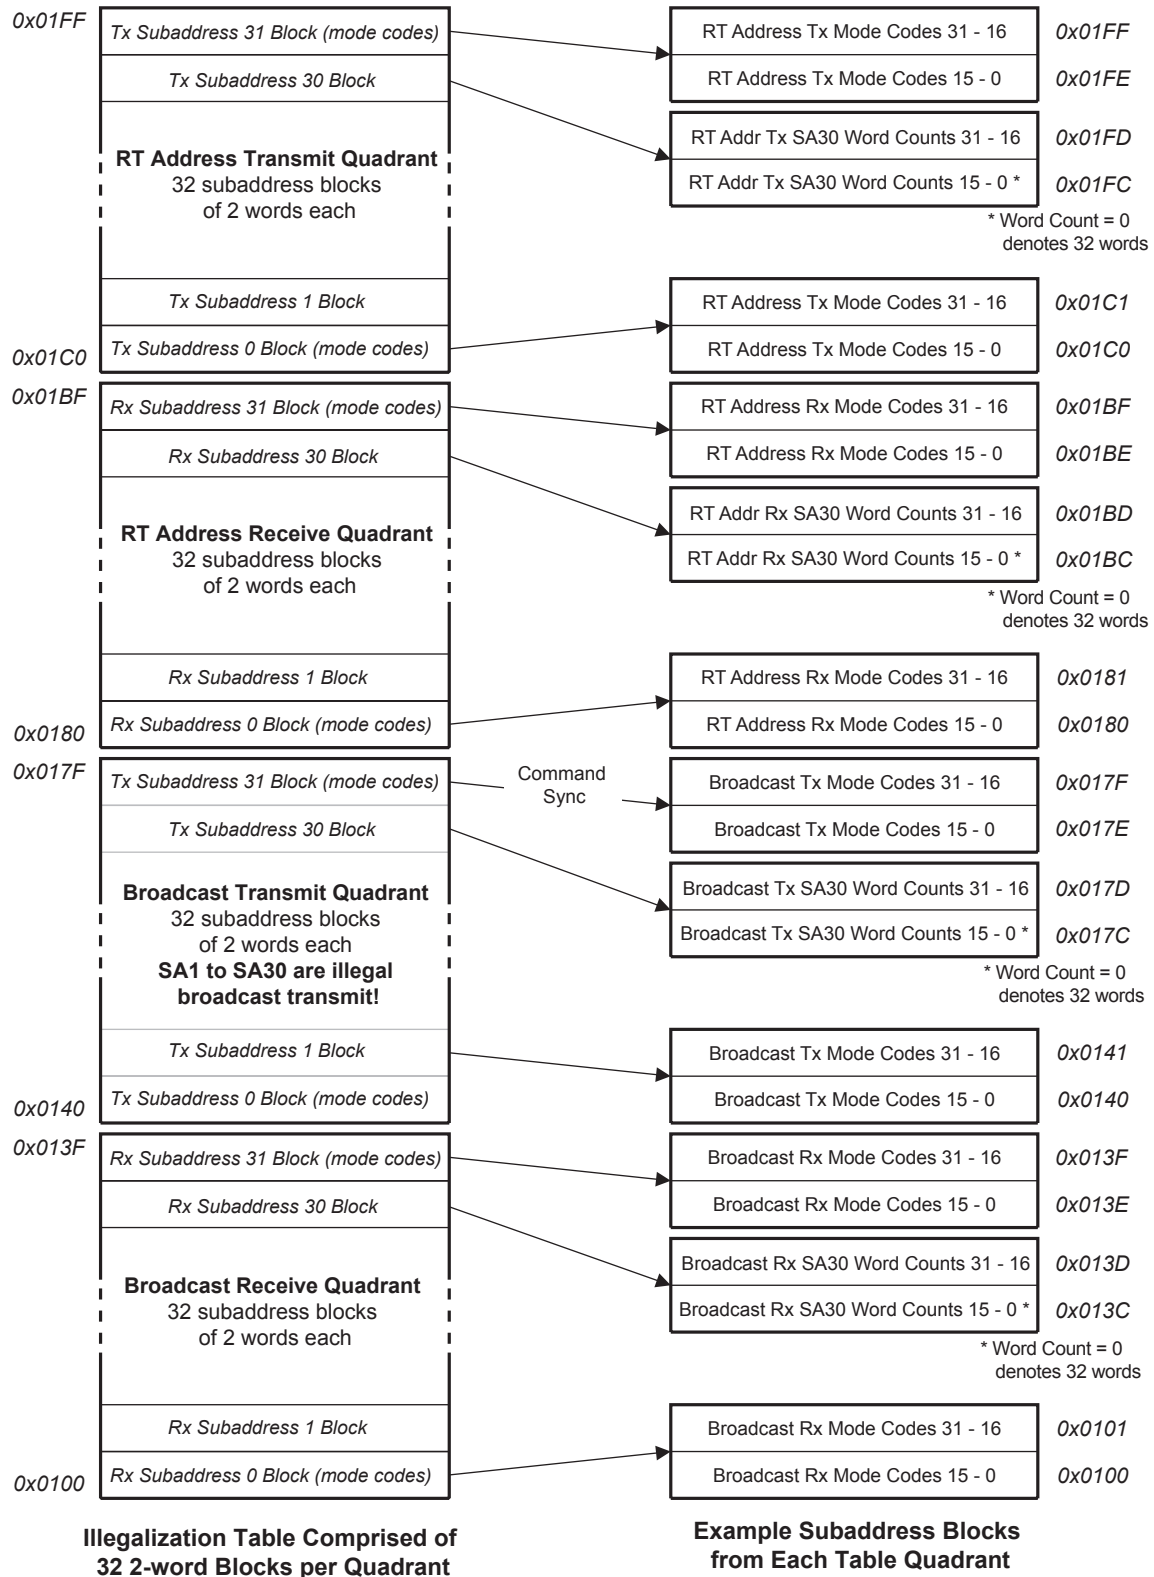 0x01FF
Tx Subaddress 31 Block (mode codes)
Tx Subaddress 30 Block
RT Address Transmit Quadrant
32 subaddress blocks
of 2 words each
Tx Subaddress 1 Block
Tx Subaddress 0 Block (mode codes)
0x01C0
0x01BF
Rx Subaddress 31 Block (mode codes)
Rx Subaddress 30 Block
RT Address Receive Quadrant
32 subaddress blocks
of 2 words each
Rx Subaddress 1 Block
Rx Subaddress 0 Block (mode codes)
0x0180
0x017F
Tx Subaddress 31 Block (mode codes)
Tx Subaddress 30 Block
Broadcast Transmit Quadrant
32 subaddress blocks
of 2 words each
SA1 to SA30 are illegal
broadcast transmit!
Tx Subaddress 1 Block
Tx Subaddress 0 Block (mode codes)
0x0140
0x013F
Rx Subaddress 31 Block (mode codes)
Rx Subaddress 30 Block
Broadcast Receive Quadrant
32 subaddress blocks
of 2 words each
Rx Subaddress 1 Block
Rx Subaddress 0 Block (mode codes)
0x0100
Illegalization Table Comprised of
32 2-word Blocks per Quadrant
Command
Sync
RT Address Tx Mode Codes 31 - 16 0x01FF
RT Address Tx Mode Codes 15 - 0 0x01FE
RT Addr Tx SA30 Word Counts 31 - 16 0x01FD
RT Addr Tx SA30 Word Counts 15 - 0 * 0x01FC
* Word Count = 0
denotes 32 words
RT Address Tx Mode Codes 31 - 16 0x01C1
RT Address Tx Mode Codes 15 - 0 0x01C0
RT Address Rx Mode Codes 31 - 16 0x01BF
RT Address Rx Mode Codes 15 - 0 0x01BE
RT Addr Rx SA30 Word Counts 31 - 16 0x01BD
RT Addr Rx SA30 Word Counts 15 - 0 * 0x01BC
* Word Count = 0
denotes 32 words
RT Address Rx Mode Codes 31 - 16 0x0181
RT Address Rx Mode Codes 15 - 0 0x0180
Broadcast Tx Mode Codes 31 - 16 0x017F
Broadcast Tx Mode Codes 15 - 0 0x017E
Broadcast Tx SA30 Word Counts 31 - 16 0x017D
Broadcast Tx SA30 Word Counts 15 - 0 * 0x017C
* Word Count = 0
denotes 32 words
Broadcast Tx Mode Codes 31 - 16 0x0141
Broadcast Tx Mode Codes 15 - 0 0x0140
Broadcast Rx Mode Codes 31 - 16 0x013F
Broadcast Rx Mode Codes 15 - 0 0x013E
Broadcast Rx SA30 Word Counts 31 - 16 0x013D
Broadcast Rx SA30 Word Counts 15 - 0 * 0x013C
* Word Count = 0
denotes 32 words
Broadcast Rx Mode Codes 31 - 16 0x0101
Broadcast Rx Mode Codes 15 - 0 0x0100
Example Subaddress Blocks
from Each Table Quadrant